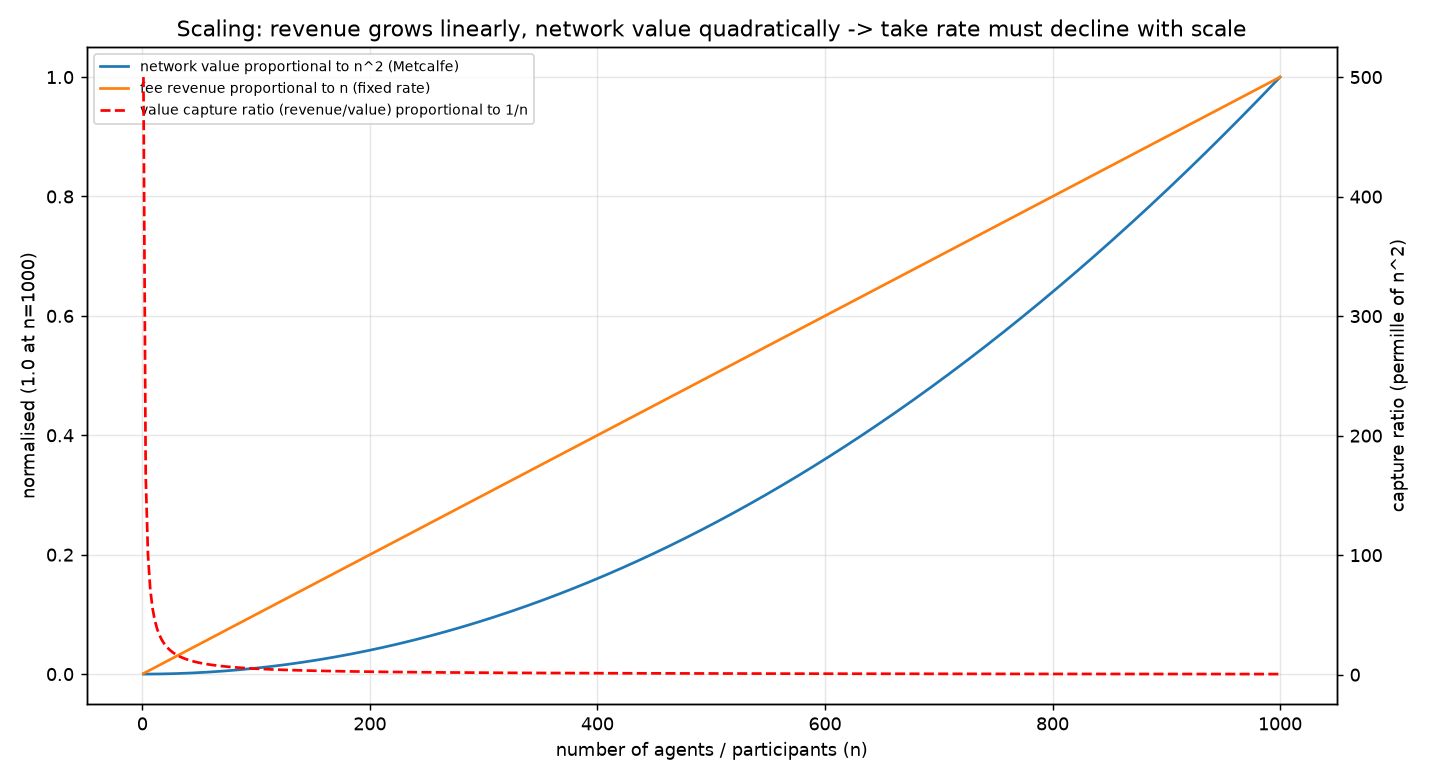 Scaling: revenue grows linearly, network value quadratically -> take rate must decline with scale
network value proportional to n^2 (Metcalfe)
fee revenue proportional to n (fixed rate)
value capture ratio (revenue/value) proportional to 1/n
normalised (1.0 at n=1000)
1.0
0.8
0.6
0.4
0.2
0.0
500
400
300
200
100
0
capture ratio (permille of n^2)
0 200 400 600 800 1000
number of agents / participants (n)